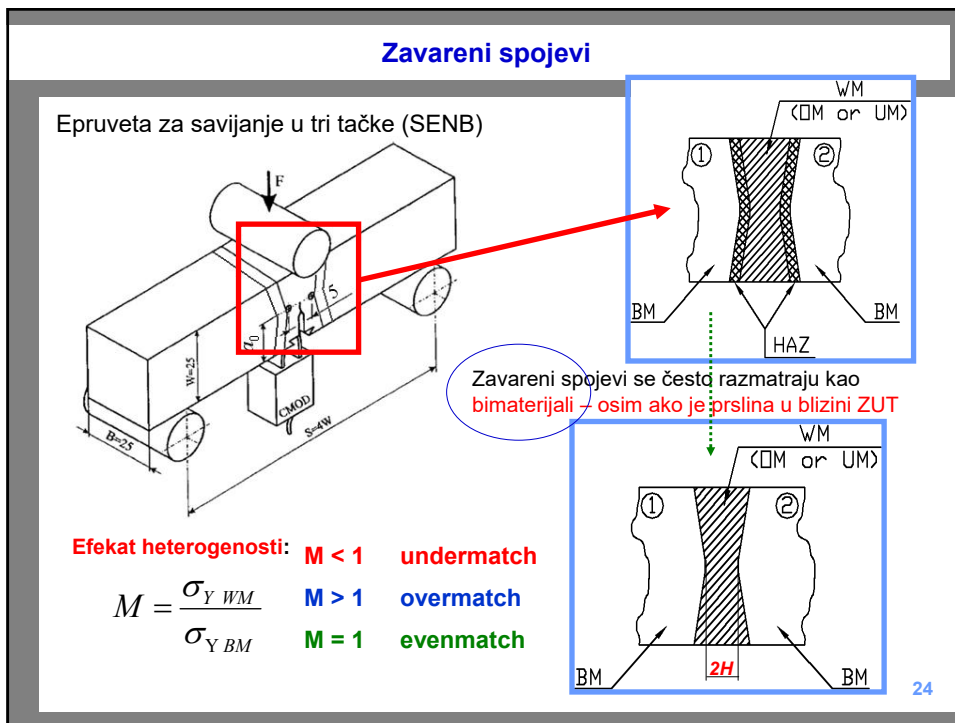 Zavareni spojevi
Epruveta za savijanje u tri tačke (SENB)
F
5
a₀
W=25
CMOD
B=25
S=4W
WM
(OM or UM)
1
2
BM
BM
HAZ
Zavareni spojevi se često razmatraju kao
bimaterijali – osim ako je prslina u blizini ZUT
WM
(OM or UM)
1
2
BM
2H
BM
Efekat heterogenosti:
M = σ_Y WM / σ_Y BM
M < 1 undermatch
M > 1 overmatch
M = 1 evenmatch
24